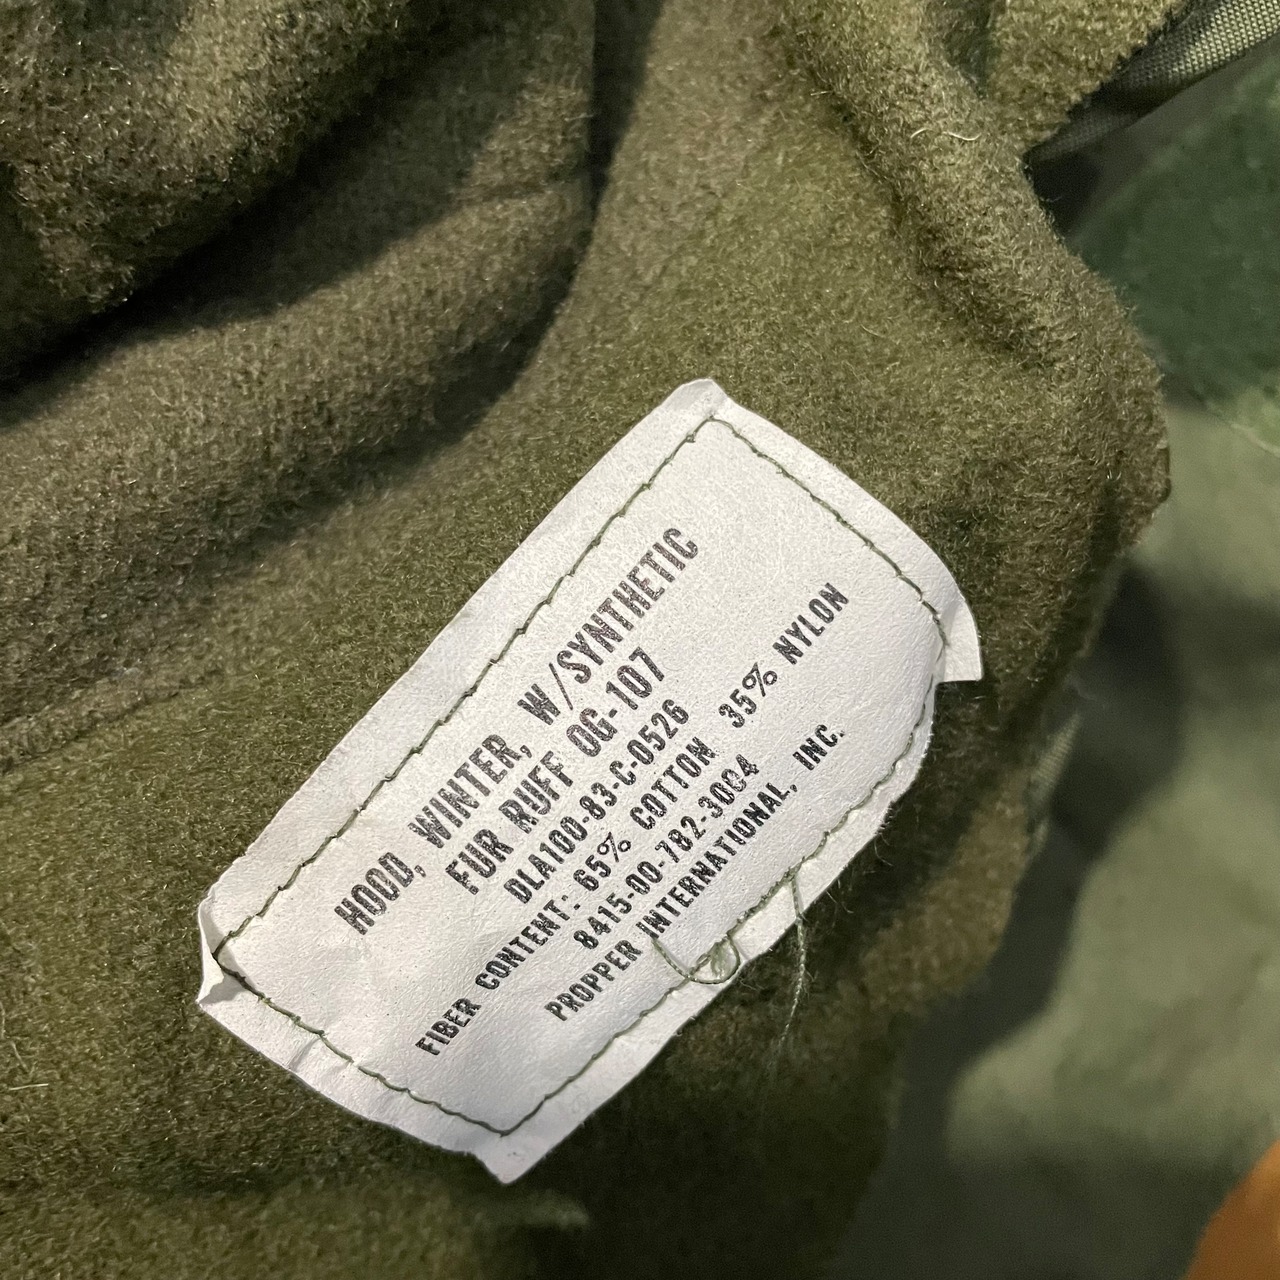 HOOD, WINTER, W/SYNTHETIC
FUR RUFF OG-107
DLA100-83-C-0526
FIBER CONTENT: 65% COTTON 35% NYLON
8415-00-782-3004
PROPPER INTERNATIONAL, INC.